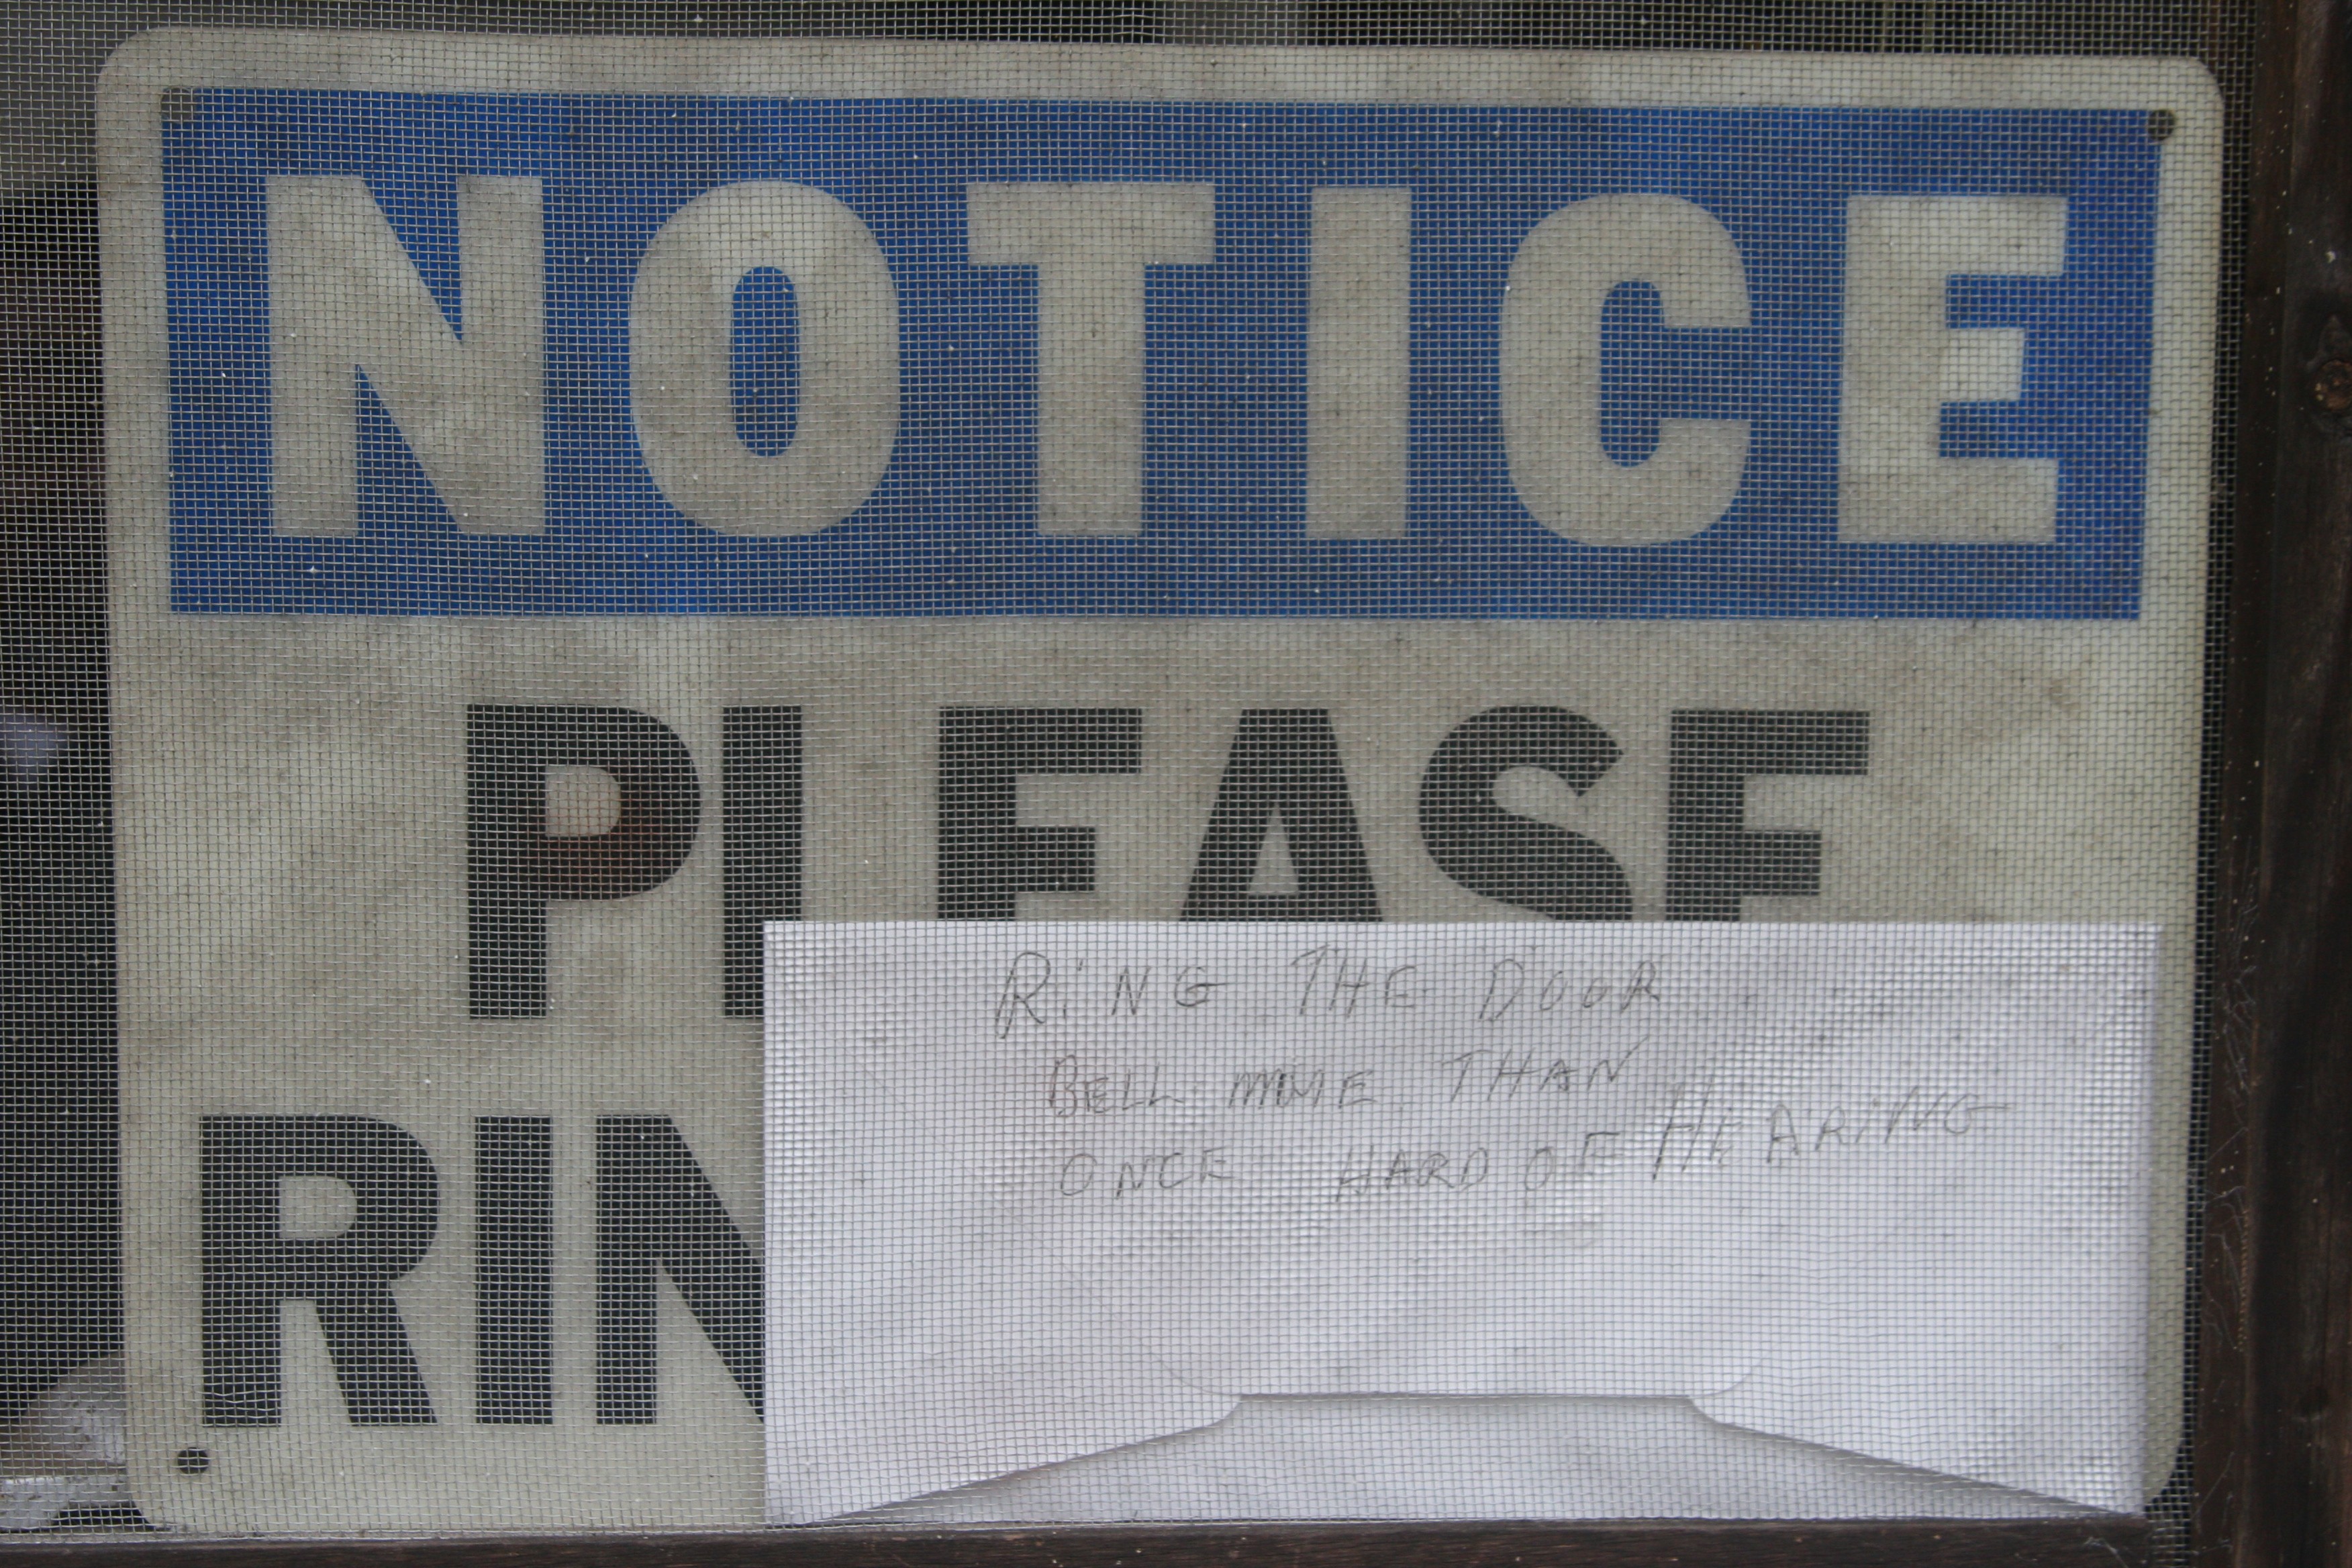 NOTICE
PLEASE
RIN
RiNG THE DOOR
BELL MORE THAN
ONCE HARD OF HEARiNG